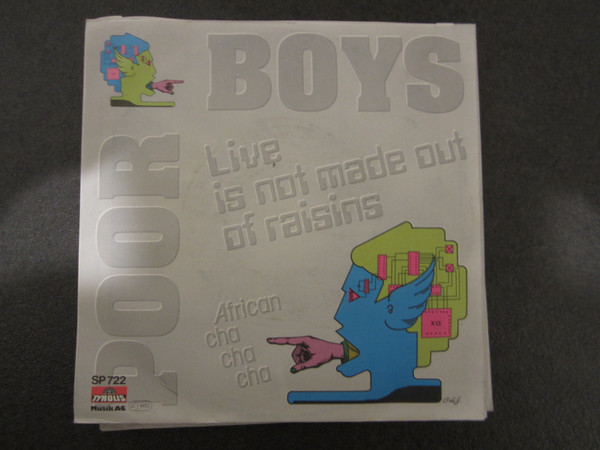 POOR
BOYS
Live
is not made out
of raisins
African
cha
cha
cha
SP 722
TYROLIS
Musik AG